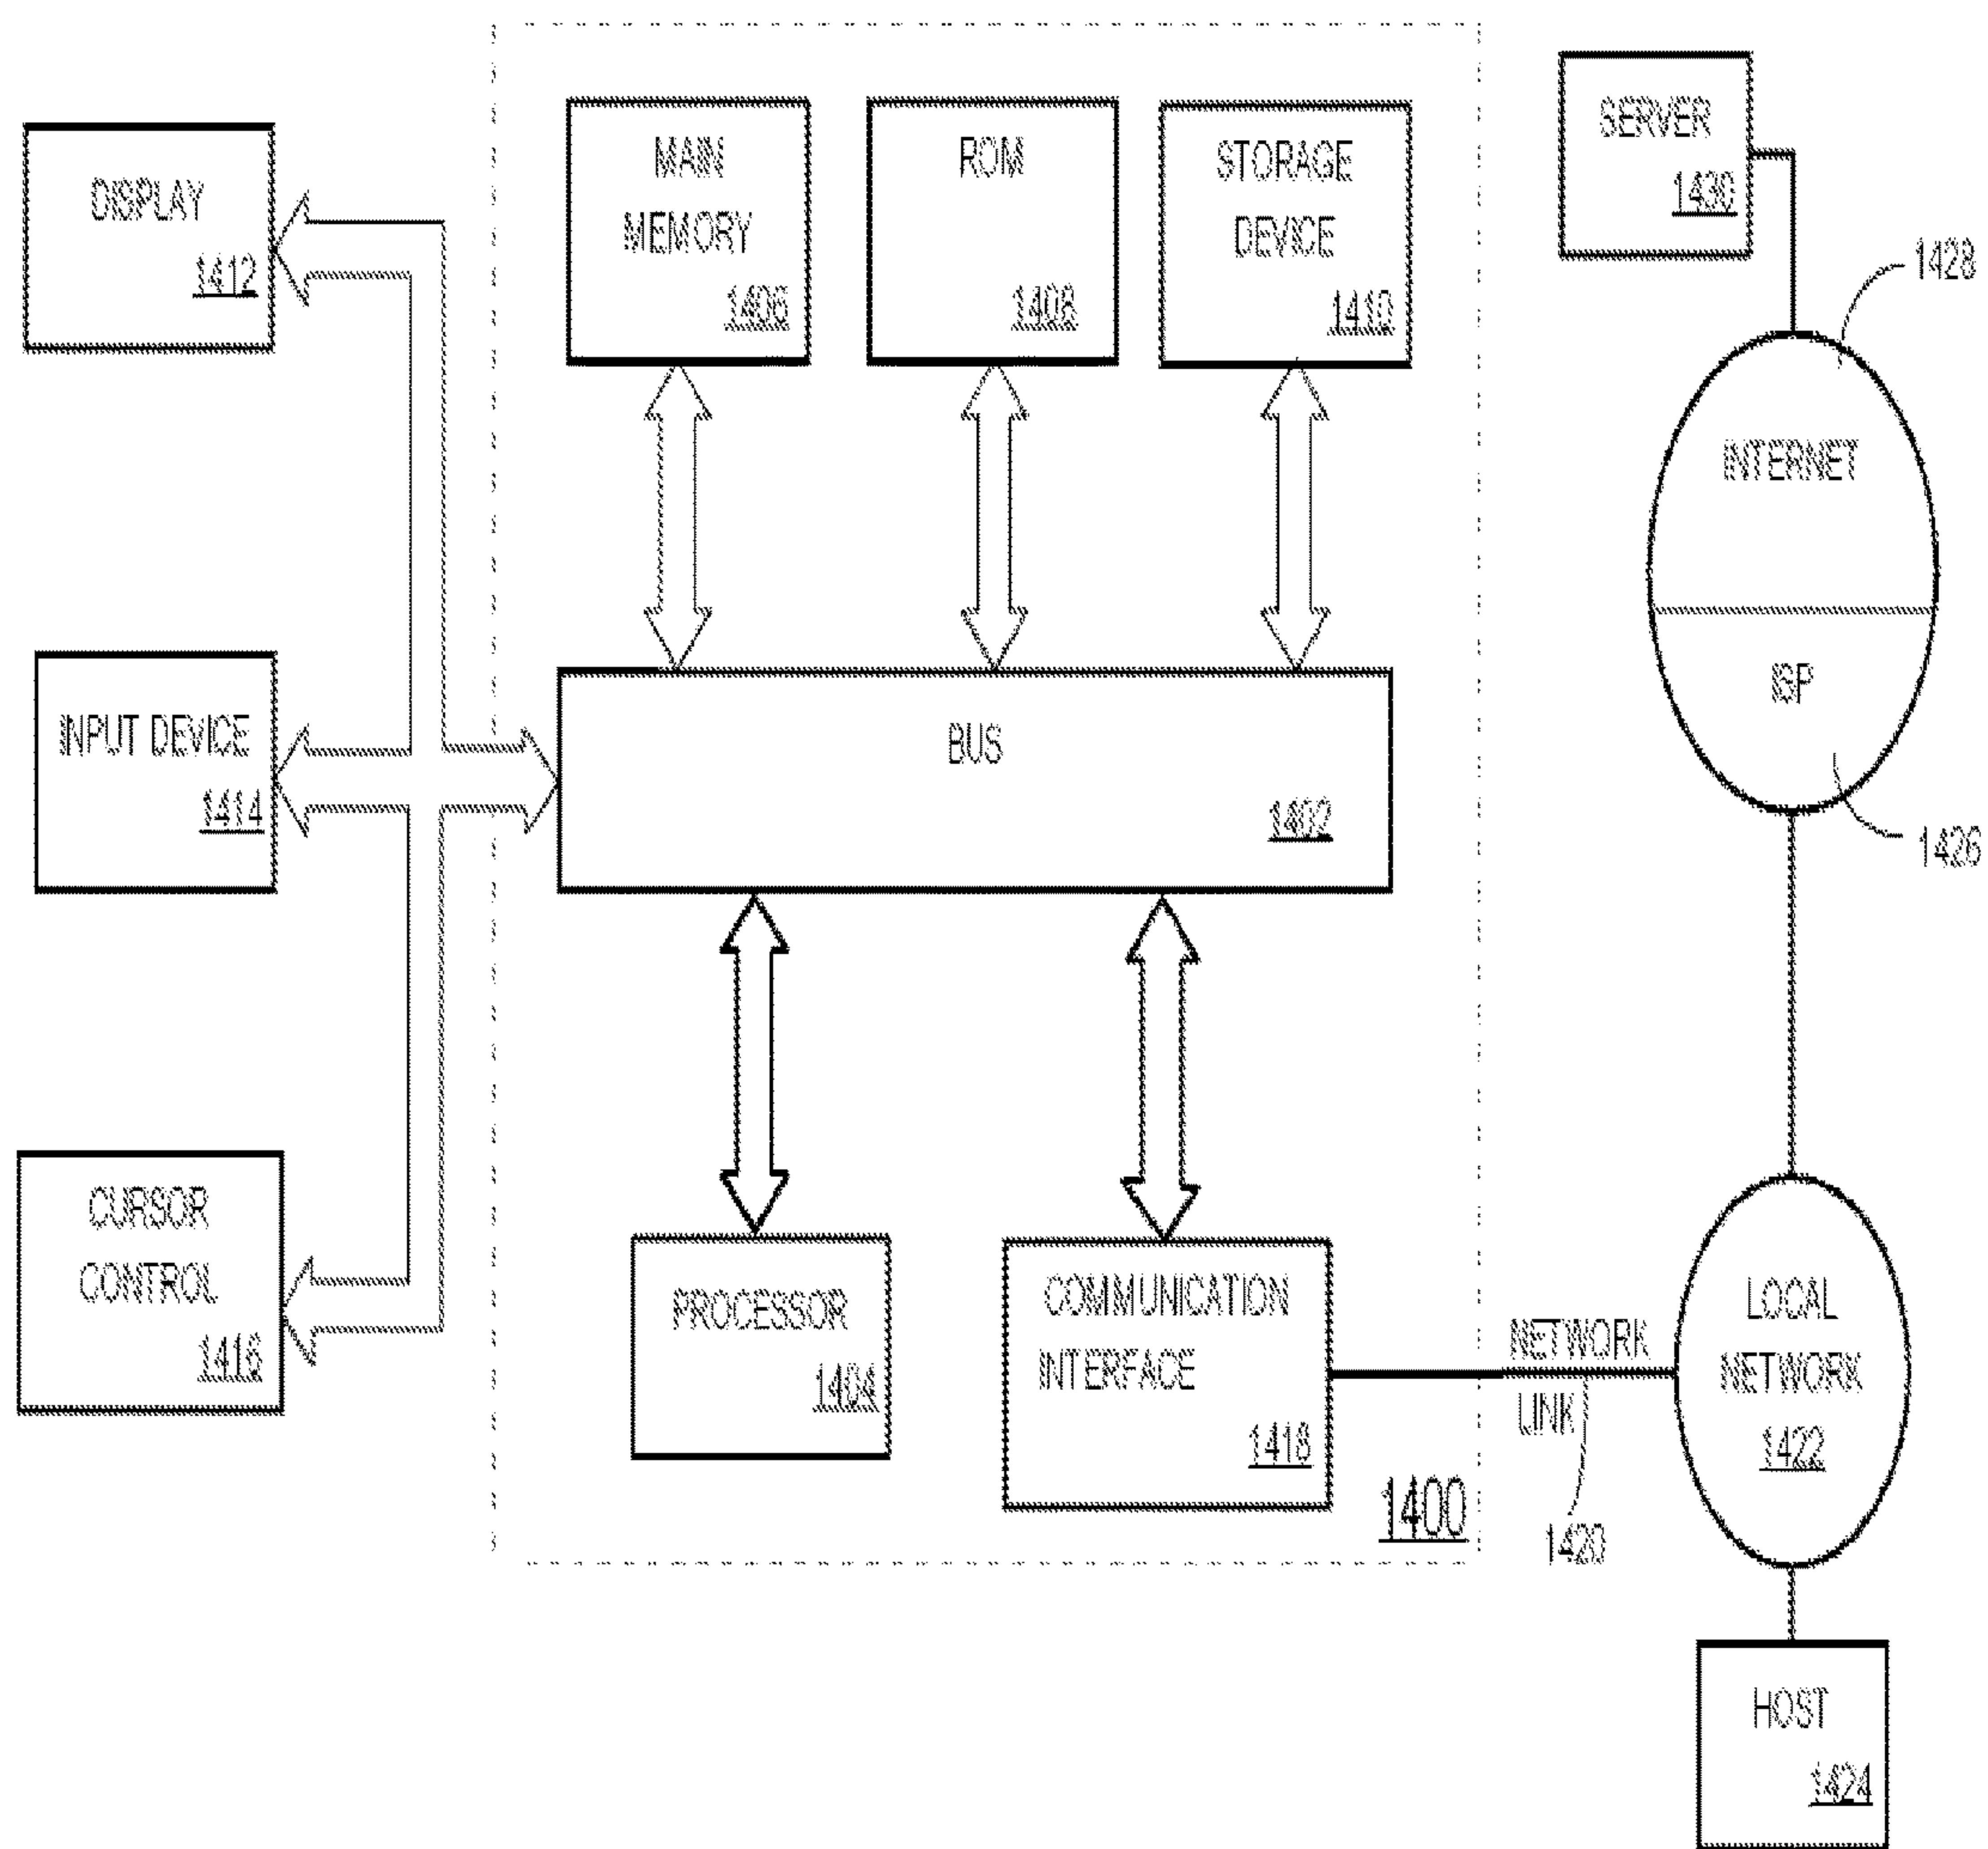 DISPLAY
1412
INPUT DEVICE
1414
CURSOR
CONTROL
1416
MAIN
MEMORY
1406
ROM
1408
STORAGE
DEVICE
1410
BUS
1402
PROCESSOR
1404
COMMUNICATION
INTERFACE
1418
1400
SERVER
1430
1428
INTERNET
ISP
1426
NETWORK
LINK
1420
LOCAL
NETWORK
1422
HOST
1424